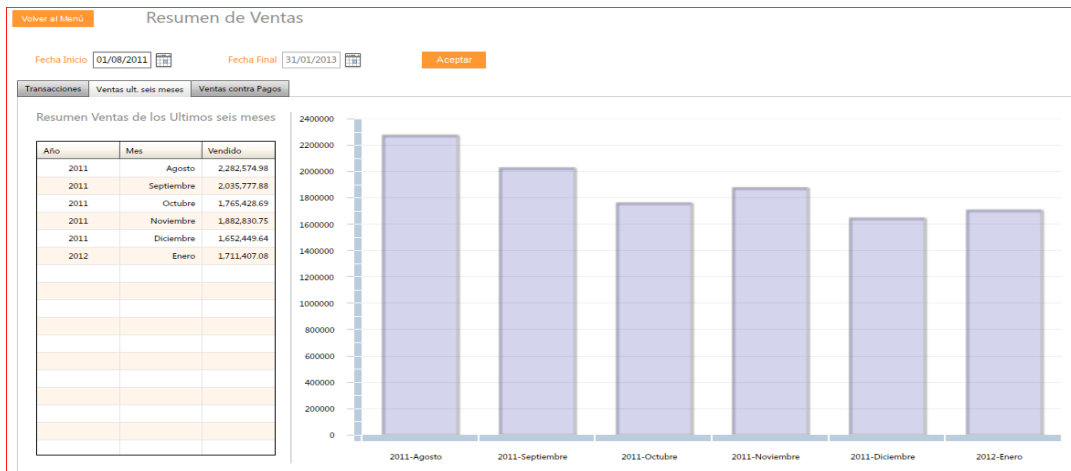 Volver al Menú Resumen de Ventas
Fecha Inicio 01/08/2011 Fecha Final 31/01/2013 Aceptar
Transacciones Ventas ult. seis meses Ventas contra Pagos
Resumen Ventas de los Ultimos seis meses
Año Mes Vendido
2011 Agosto 2,282,574.98
2011 Septiembre 2,035,777.88
2011 Octubre 1,765,428.69
2011 Noviembre 1,882,830.75
2011 Diciembre 1,652,449.64
2012 Enero 1,711,407.08
2400000
2200000
2000000
1800000
1600000
1400000
1200000
1000000
800000
600000
400000
200000
0
2011-Agosto 2011-Septiembre 2011-Octubre 2011-Noviembre 2011-Diciembre 2012-Enero